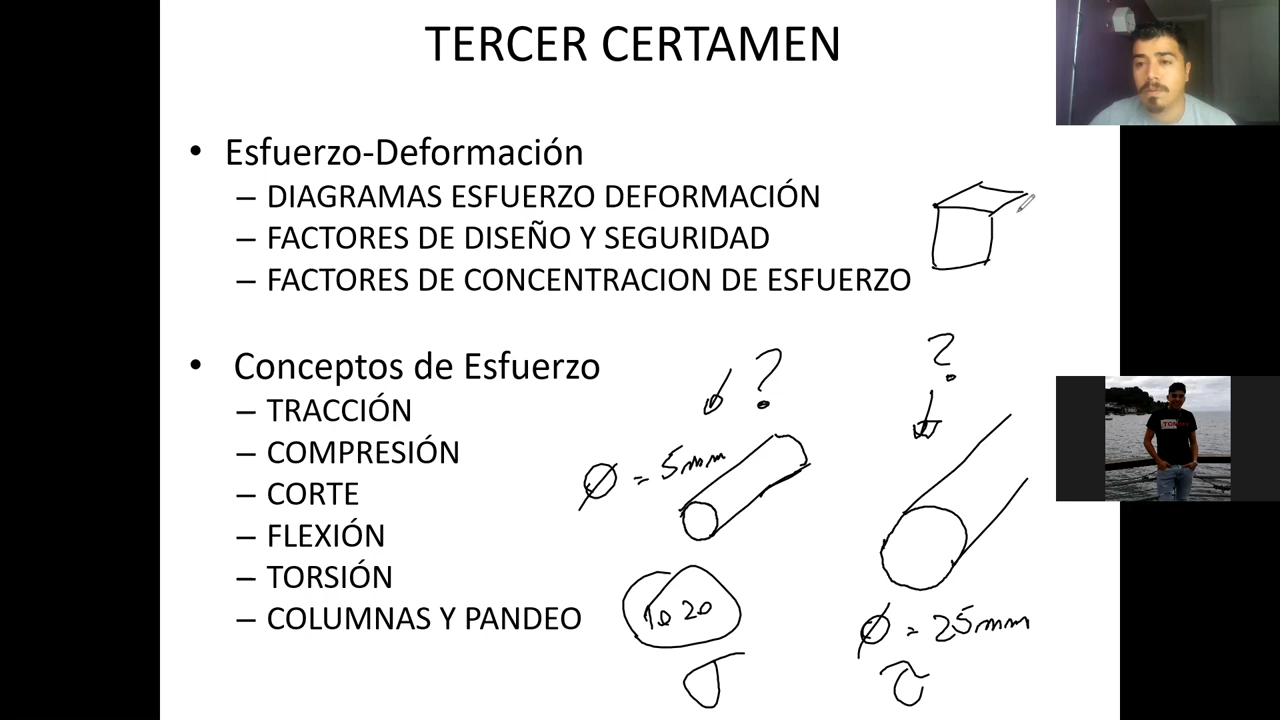 TERCER CERTAMEN
• Esfuerzo-Deformación
– DIAGRAMAS ESFUERZO DEFORMACIÓN
– FACTORES DE DISEÑO Y SEGURIDAD
– FACTORES DE CONCENTRACION DE ESFUERZO
• Conceptos de Esfuerzo
– TRACCIÓN
– COMPRESIÓN
– CORTE
– FLEXIÓN
– TORSIÓN
– COLUMNAS Y PANDEO
?
?
ϕ = 5mm
1020
σ
ϕ = 25mm
τ